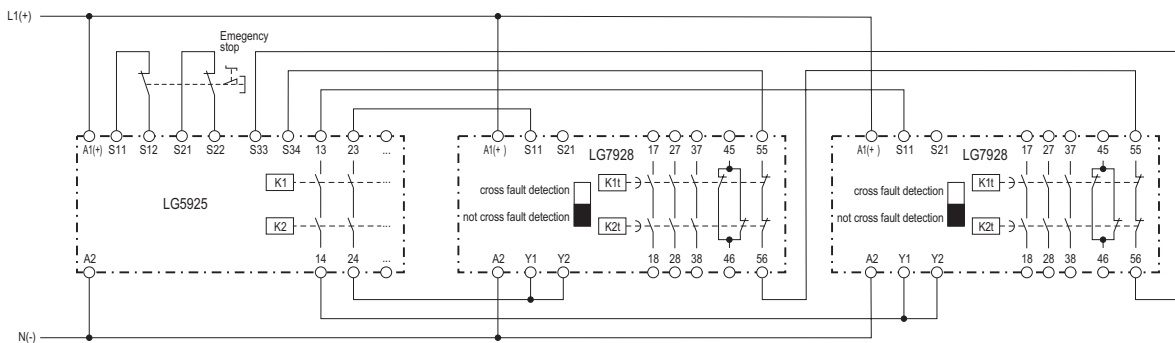 L1(+)
Emegency
stop
A1(+) S11 S12 S21 S22 S33 S34 13 23 ...
K1 ...
LG5925
K2 ...
A2 14 24 ...
A1(+ ) S11 S21 17 27 37 45 55
LG7928
cross fault detection K1t
not cross fault detection K2t
A2 Y1 Y2 18 28 38 46 56
A1(+ ) S11 S21 17 27 37 45 55
LG7928
cross fault detection K1t
not cross fault detection K2t
A2 Y1 Y2 18 28 38 46 56
N(-)